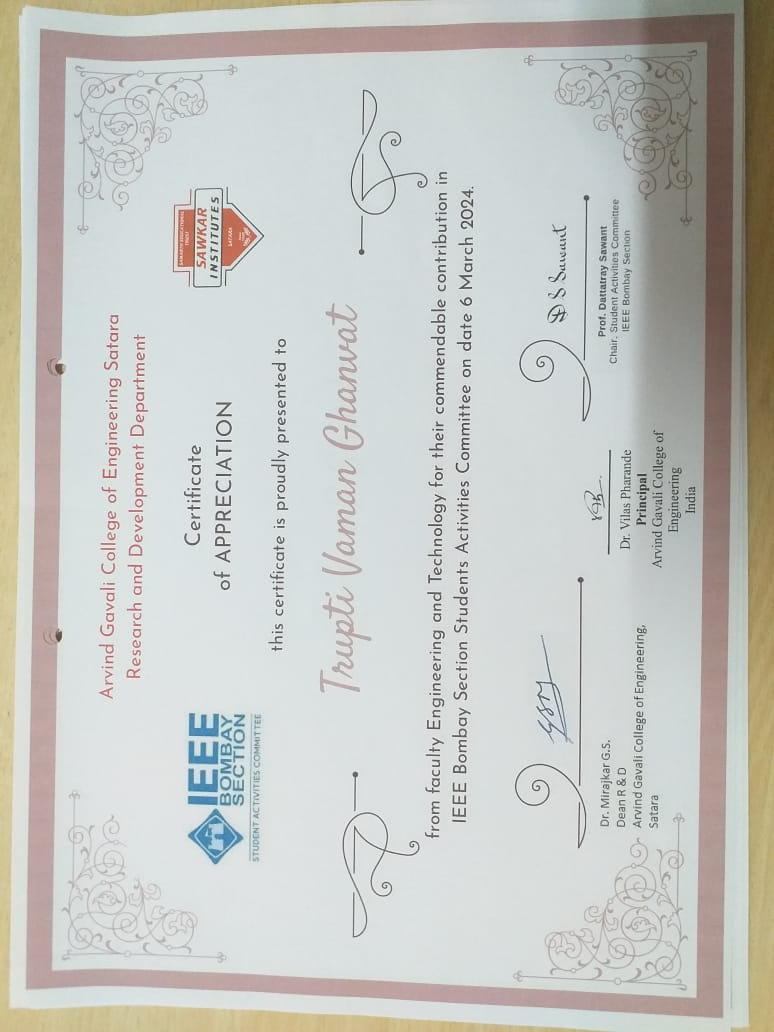 Arvind Gavali College of Engineering Satara
Research and Development Department
IEEE
BOMBAY
SECTION
STUDENT ACTIVITIES COMMITTEE
Certificate
of APPRECIATION
SAWKAR
INSTITUTES
SATARA
this certificate is proudly presented to
Trupti Vaman Ghanvat
from faculty Engineering and Technology for their commendable contribution in
IEEE Bombay Section Students Activities Committee on date 6 March 2024.
Dr. Mirajkar G.S.
Dean R & D
Arvind Gavali College of Engineering,
Satara
Dr. Vilas Pharande
Principal
Arvind Gavali College of
Engineering
India
D S Sawant
Prof. Dattatray Sawant
Chair, Student Activities Committee
IEEE Bombay Section